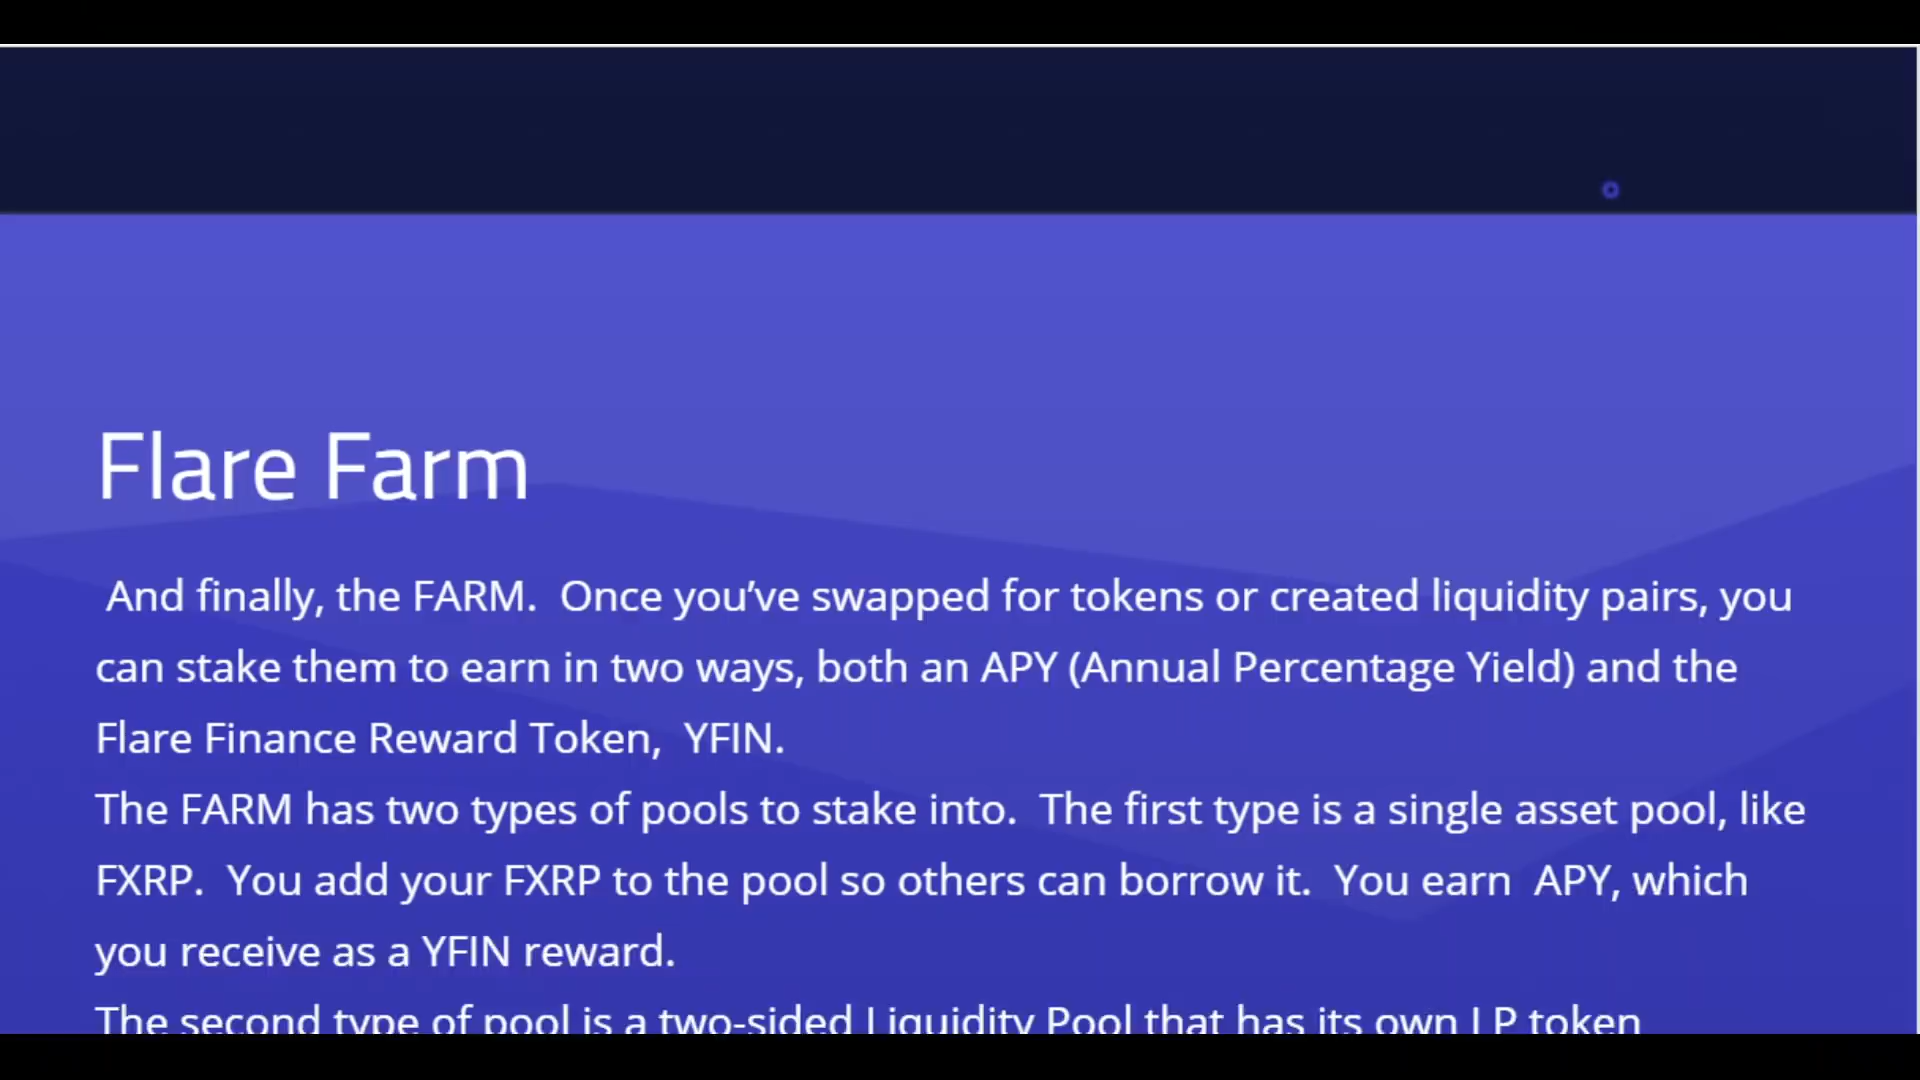 Flare Farm
And finally, the FARM.  Once you’ve swapped for tokens or created liquidity pairs, you
can stake them to earn in two ways, both an APY (Annual Percentage Yield) and the
Flare Finance Reward Token,  YFIN.
The FARM has two types of pools to stake into.  The first type is a single asset pool, like
FXRP.  You add your FXRP to the pool so others can borrow it.  You earn  APY, which
you receive as a YFIN reward.
The second type of pool is a two-sided Liquidity Pool that has its own LP token